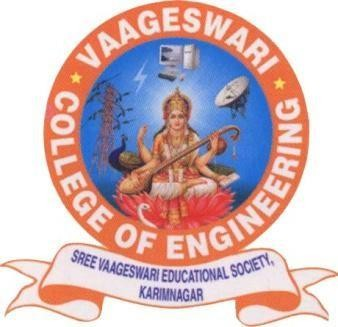 VAAGESWARI
COLLEGE OF ENGINEERING
SREE VAAGESWARI EDUCATIONAL SOCIETY,
KARIMNAGAR